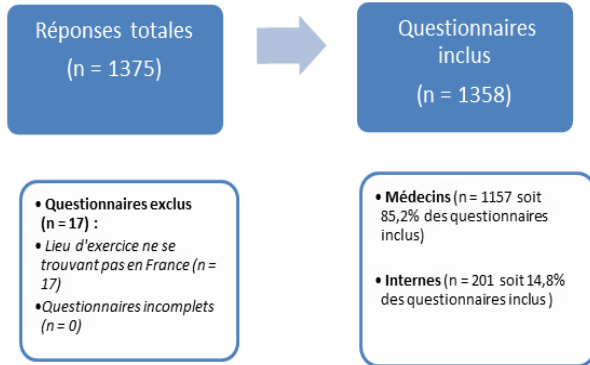 Réponses totales
(n = 1375)
Questionnaires
inclus
(n = 1358)
• Questionnaires exclus
(n = 17) :
• Lieu d'exercice ne se
trouvant pas en France (n =
17)
•Questionnaires incomplets
(n = 0)
• Médecins (n = 1157 soit
85,2% des questionnaires
inclus)
• Internes (n = 201 soit 14,8%
des questionnaires inclus )